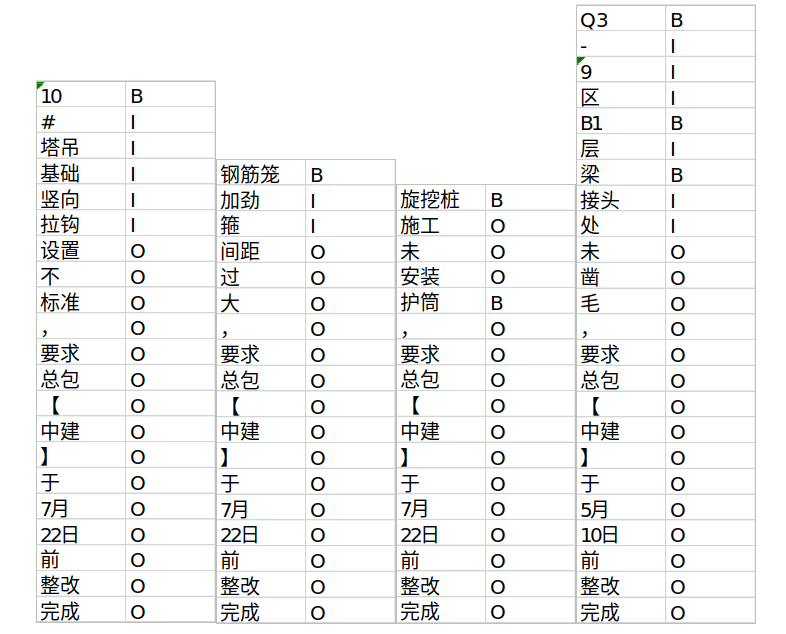 10 B
# I
塔吊 I
基础 I
竖向 I
拉钩 I
设置 O
不 O
标准 O
， O
要求 O
总包 O
【 O
中建 O
】 O
于 O
7月 O
22日 O
前 O
整改 O
完成 O
钢筋笼 B
加劲 I
箍 I
间距 O
过 O
大 O
， O
要求 O
总包 O
【 O
中建 O
】 O
于 O
7月 O
22日 O
前 O
整改 O
完成 O
旋挖桩 B
施工 O
未 O
安装 O
护筒 B
， O
要求 O
总包 O
【 O
中建 O
】 O
于 O
7月 O
22日 O
前 O
整改 O
完成 O
Q3 B
- I
9 I
区 I
B1 B
层 I
梁 B
接头 I
处 I
未 O
凿 O
毛 O
， O
要求 O
总包 O
【 O
中建 O
】 O
于 O
5月 O
10日 O
前 O
整改 O
完成 O